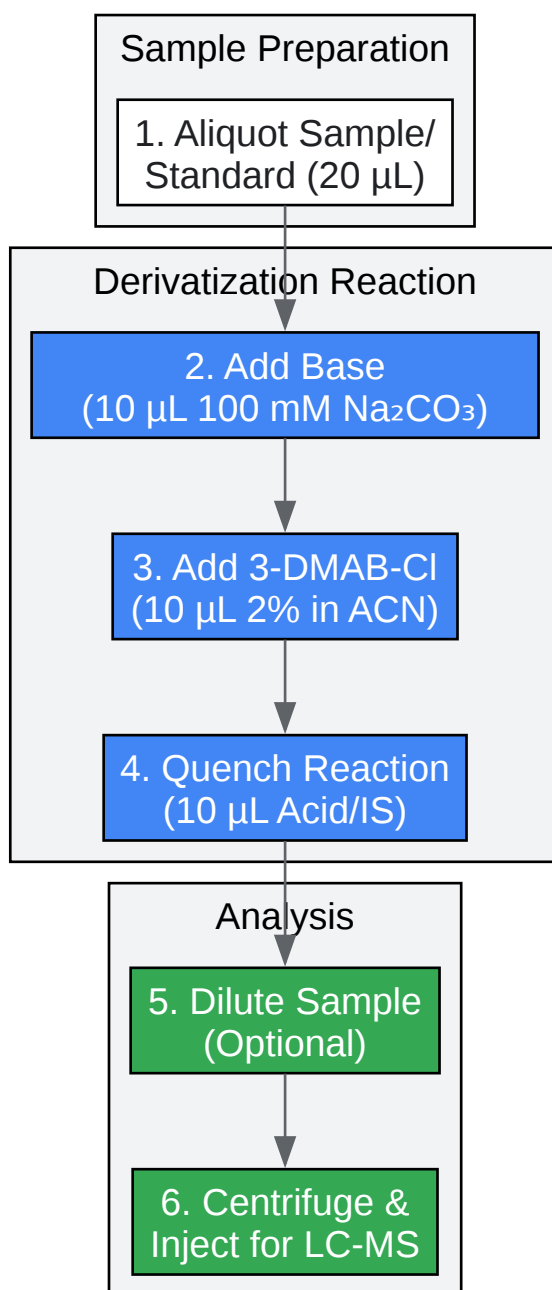 Sample Preparation
1. Aliquot Sample/
Standard (20 µL)
Derivatization Reaction
2. Add Base
(10 µL 100 mM Na₂CO₃)
3. Add 3-DMAB-Cl
(10 µL 2% in ACN)
4. Quench Reaction
(10 µL Acid/IS)
Analysis
5. Dilute Sample
(Optional)
6. Centrifuge &
Inject for LC-MS